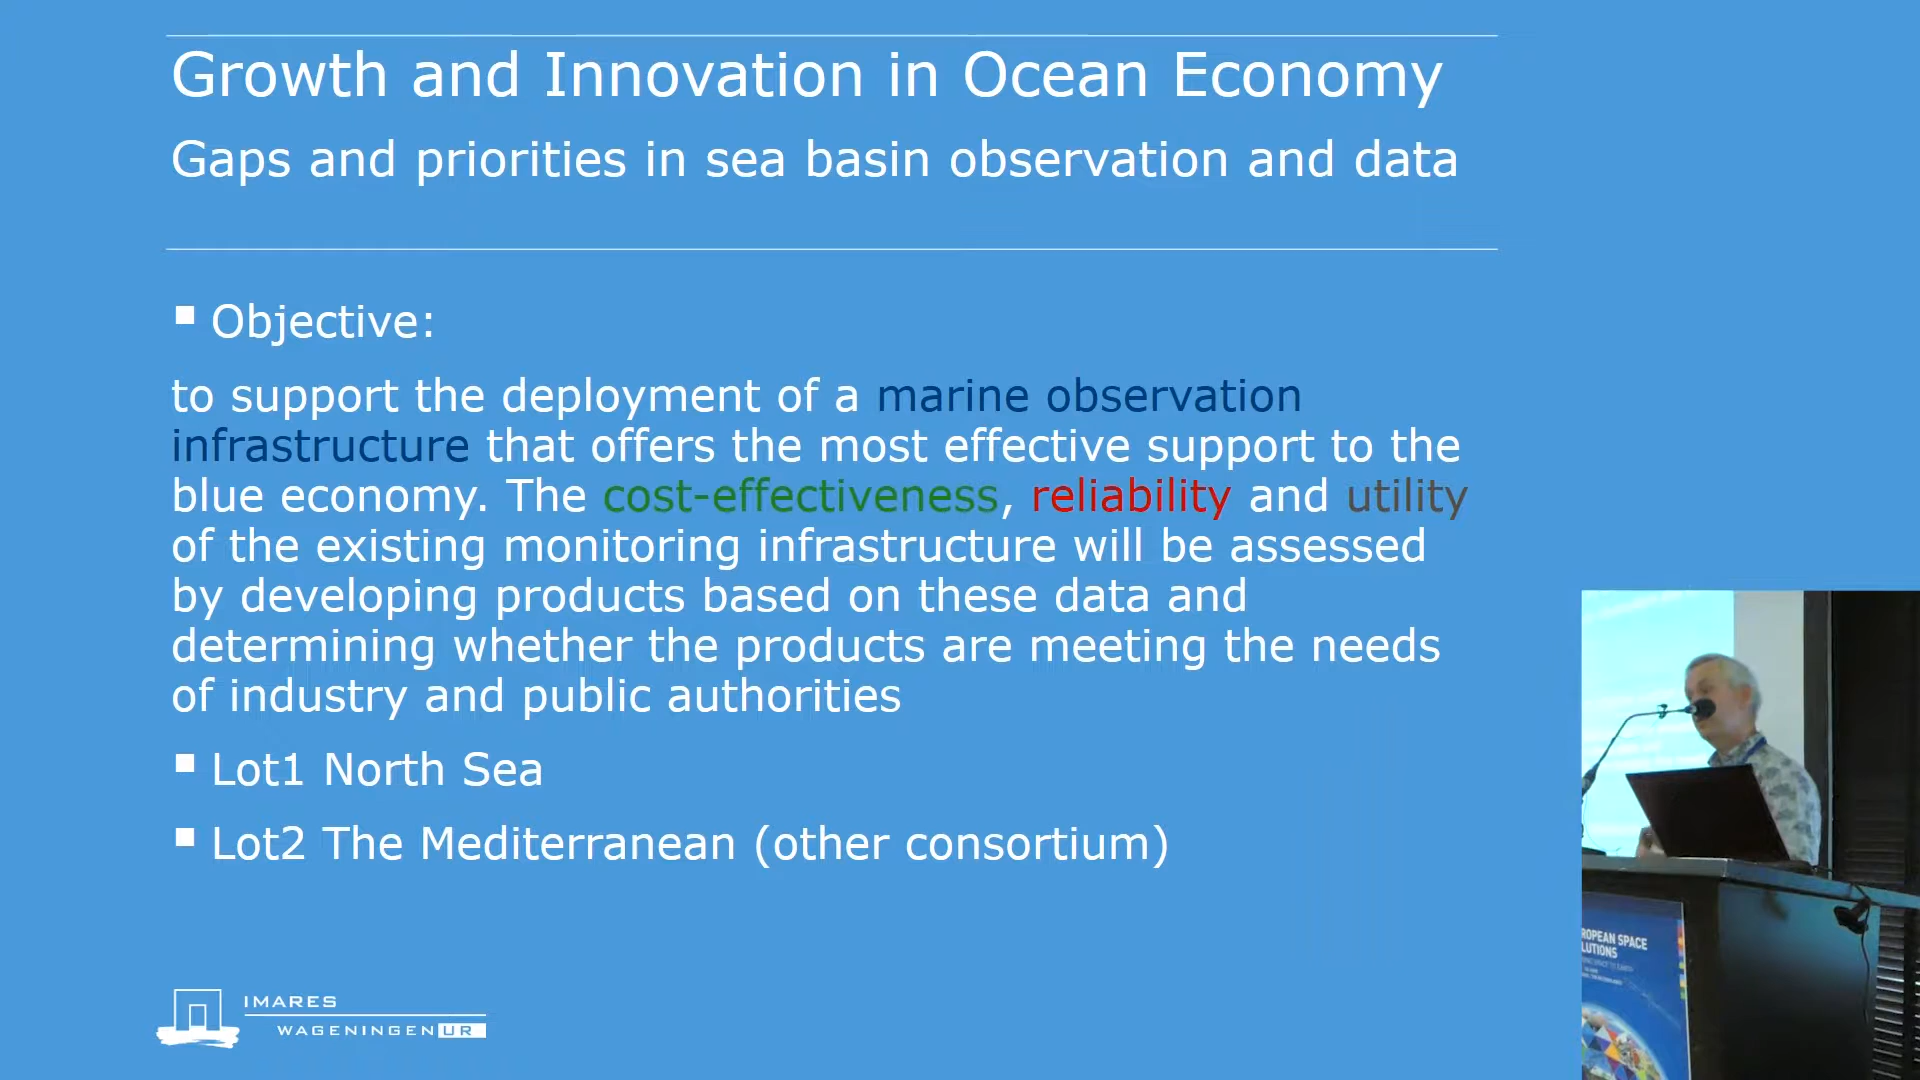 Growth and Innovation in Ocean Economy
Gaps and priorities in sea basin observation and data
Objective:
to support the deployment of a marine observation
infrastructure that offers the most effective support to the
blue economy. The cost-effectiveness, reliability and utility
of the existing monitoring infrastructure will be assessed
by developing products based on these data and
determining whether the products are meeting the needs
of industry and public authorities
Lot1 North Sea
Lot2 The Mediterranean (other consortium)
IMARES
WAGENINGEN UR
ROPEAN SPACE
LUTIONS